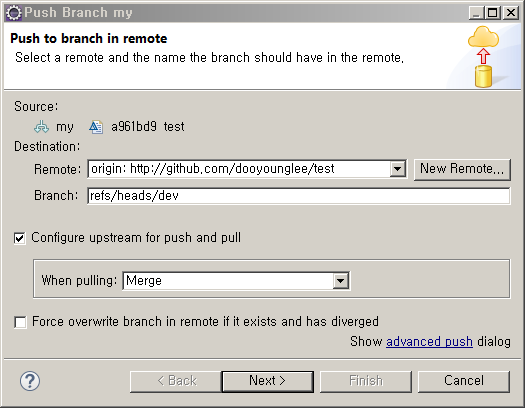 Push Branch my
Push to branch in remote
Select a remote and the name the branch should have in the remote.
Source:
my a961bd9 test
Destination:
Remote: origin: http://github.com/dooyounglee/test New Remote...
Branch: refs/heads/dev
Configure upstream for push and pull
When pulling: Merge
Force overwrite branch in remote if it exists and has diverged
Show advanced push dialog
? < Back Next > Finish Cancel